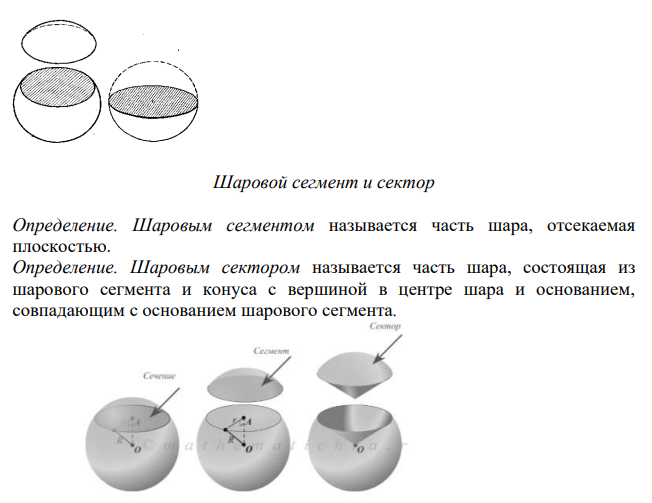 Шаровой сегмент и сектор
Определение. Шаровым сегментом называется часть шара, отсекаемая
плоскостью.
Определение. Шаровым сектором называется часть шара, состоящая из
шарового сегмента и конуса с вершиной в центре шара и основанием,
совпадающим с основанием шарового сегмента.
Сектор
Сегмент
Сечение
r A
R
O
r A
R
O
O